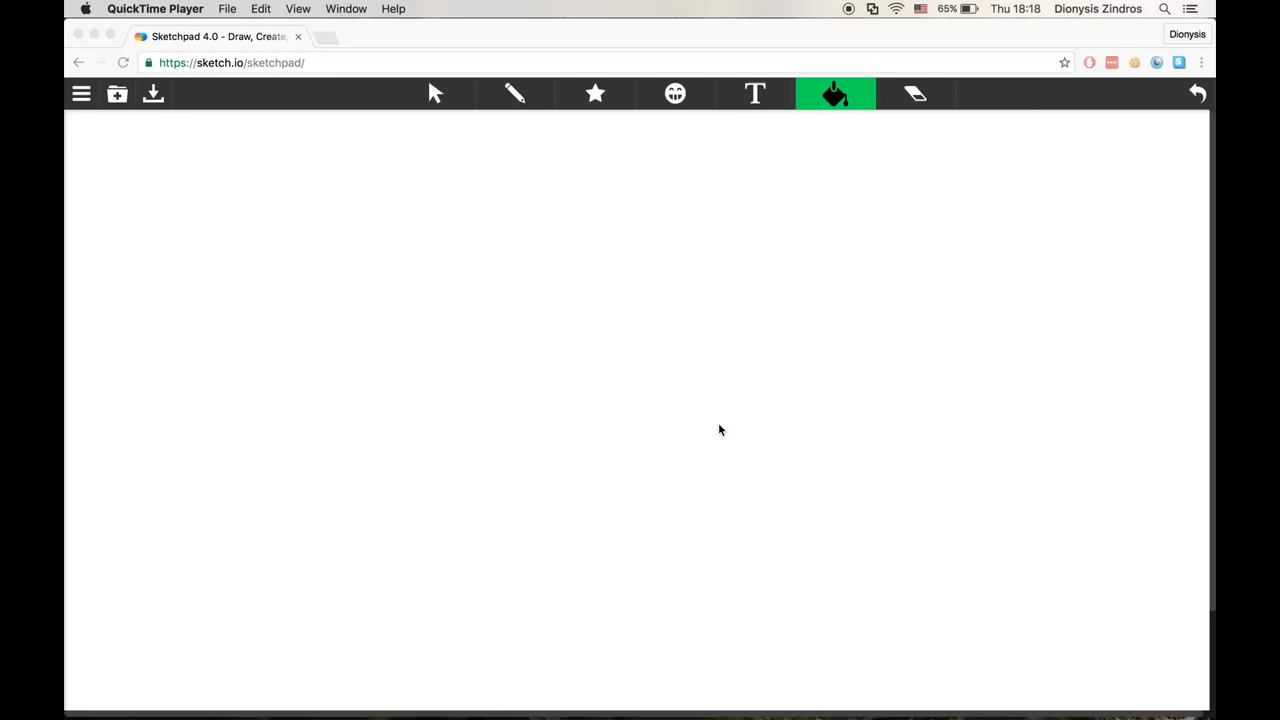 QuickTime Player File Edit View Window Help 65% Thu 18:18 Dionysis Zindros
Sketchpad 4.0 - Draw, Create, Dionysis
https://sketch.io/sketchpad/
T